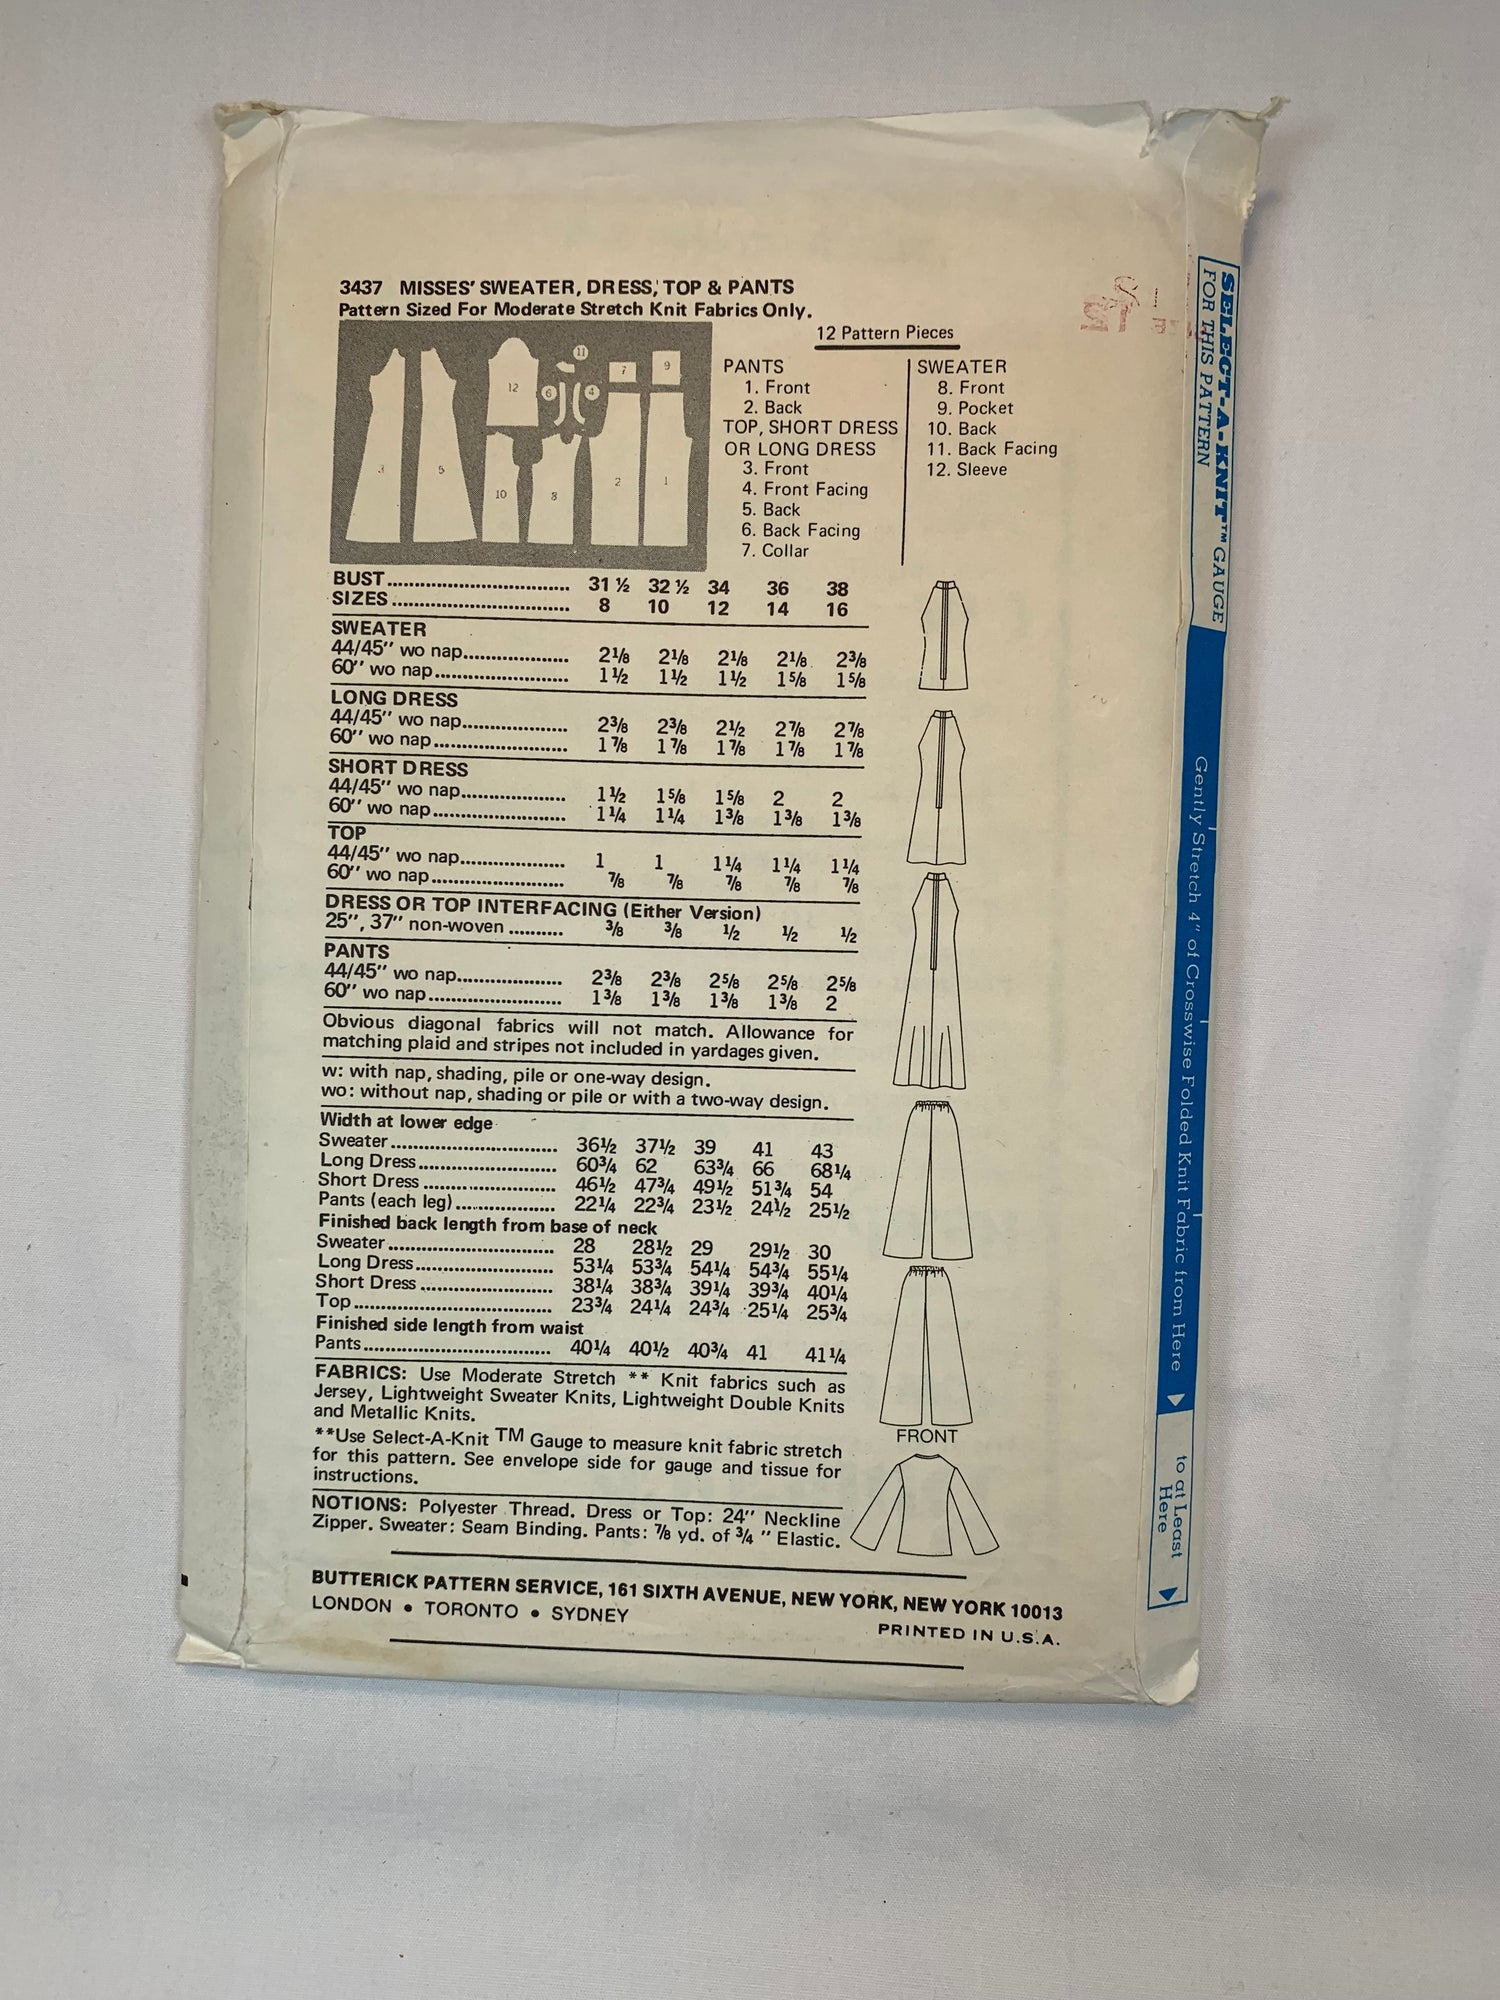 3437 MISSES' SWEATER, DRESS, TOP & PANTS
Pattern Sized For Moderate Stretch Knit Fabrics Only.
12 Pattern Pieces
PANTS
1. Front
2. Back
TOP, SHORT DRESS
OR LONG DRESS
3. Front
4. Front Facing
5. Back
6. Back Facing
7. Collar
SWEATER
8. Front
9. Pocket
10. Back
11. Back Facing
12. Sleeve
3 5 12 11 6 4 7 9 10 8 2 1
BUST 31 ½ 32 ½ 34 36 38
SIZES 8 10 12 14 16
SWEATER
44/45" wo nap 2⅛ 2⅛ 2⅛ 2⅛ 2⅜
60" wo nap 1½ 1½ 1½ 1⅝ 1⅝
LONG DRESS
44/45" wo nap 2⅜ 2⅜ 2½ 2⅞ 2⅞
60" wo nap 1⅞ 1⅞ 1⅞ 1⅞ 1⅞
SHORT DRESS
44/45" wo nap 1½ 1⅝ 1⅝ 2 2
60" wo nap 1¼ 1¼ 1⅜ 1⅜ 1⅜
TOP
44/45" wo nap 1 1 1¼ 1¼ 1¼
60" wo nap ⅞ ⅞ ⅞ ⅞ ⅞
DRESS OR TOP INTERFACING (Either Version)
25", 37" non-woven ⅜ ⅜ ½ ½ ½
PANTS
44/45" wo nap 2⅜ 2⅜ 2⅝ 2⅝ 2⅝
60" wo nap 1⅜ 1⅜ 1⅜ 1⅜ 2
Obvious diagonal fabrics will not match. Allowance for
matching plaid and stripes not included in yardages given.
w: with nap, shading, pile or one-way design.
wo: without nap, shading or pile or with a two-way design.
Width at lower edge
Sweater 36½ 37½ 39 41 43
Long Dress 60¾ 62 63¾ 66 68¼
Short Dress 46½ 47¾ 49½ 51¾ 54
Pants (each leg) 22¼ 22¾ 23½ 24½ 25½
Finished back length from base of neck
Sweater 28 28½ 29 29½ 30
Long Dress 53¼ 53¾ 54¼ 54¾ 55¼
Short Dress 38¼ 38¾ 39¼ 39¾ 40¼
Top 23¾ 24¼ 24¾ 25¼ 25¾
Finished side length from waist
Pants 40¼ 40½ 40¾ 41 41¼
FABRICS: Use Moderate Stretch ** Knit fabrics such as
Jersey, Lightweight Sweater Knits, Lightweight Double Knits
and Metallic Knits.
**Use Select-A-Knit TM Gauge to measure knit fabric stretch
for this pattern. See envelope side for gauge and tissue for
instructions.
NOTIONS: Polyester Thread. Dress or Top: 24" Neckline
Zipper. Sweater: Seam Binding. Pants: ⅞ yd. of ¾ " Elastic.
FRONT
BUTTERICK PATTERN SERVICE, 161 SIXTH AVENUE, NEW YORK, NEW YORK 10013
LONDON • TORONTO • SYDNEY
PRINTED IN U.S.A.
SELECT-A-KNIT™ GAUGE
FOR THIS PATTERN
Gently Stretch 4" of Crosswise Folded Knit Fabric from Here
to at Least
Here